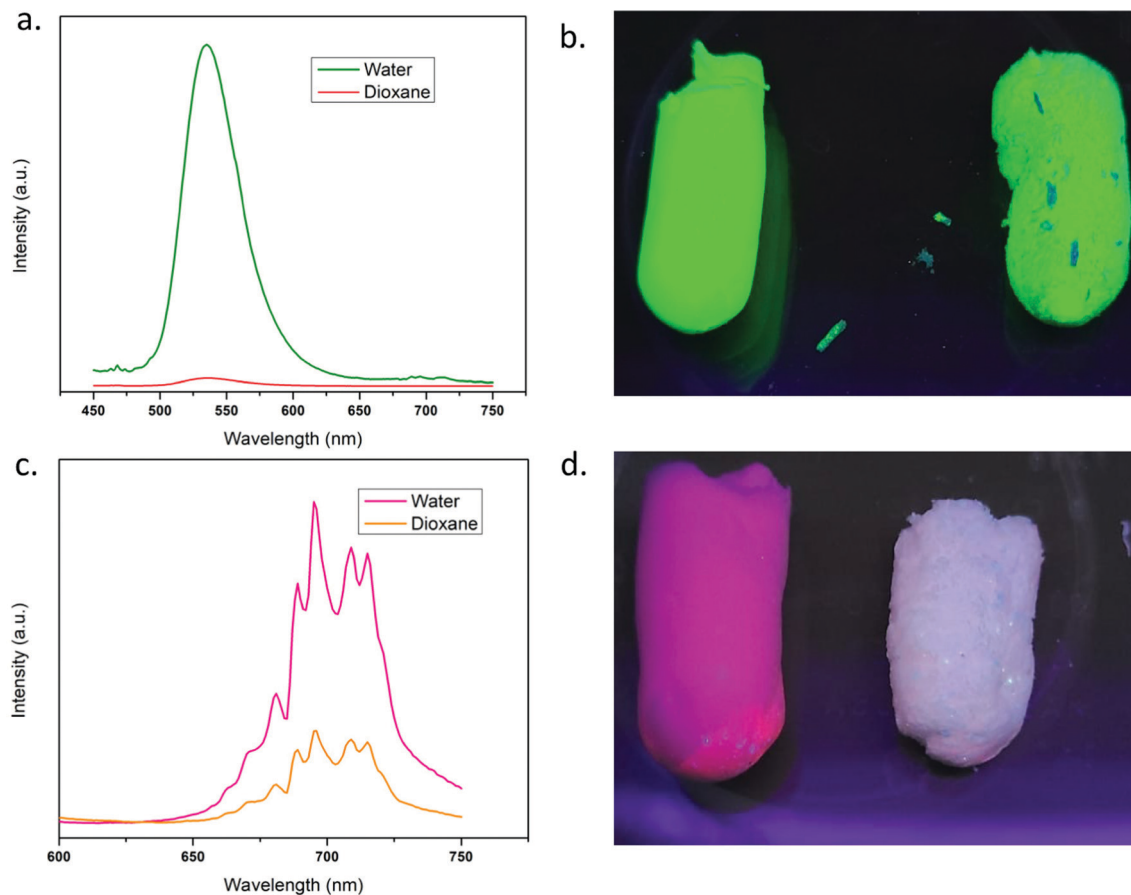 a.
Water
Dioxane
Intensity (a.u.)
450 500 550 600 650 700 750
Wavelength (nm)
b.
c.
Water
Dioxane
Intensity (a.u.)
600 650 700 750
Wavelength (nm)
d.